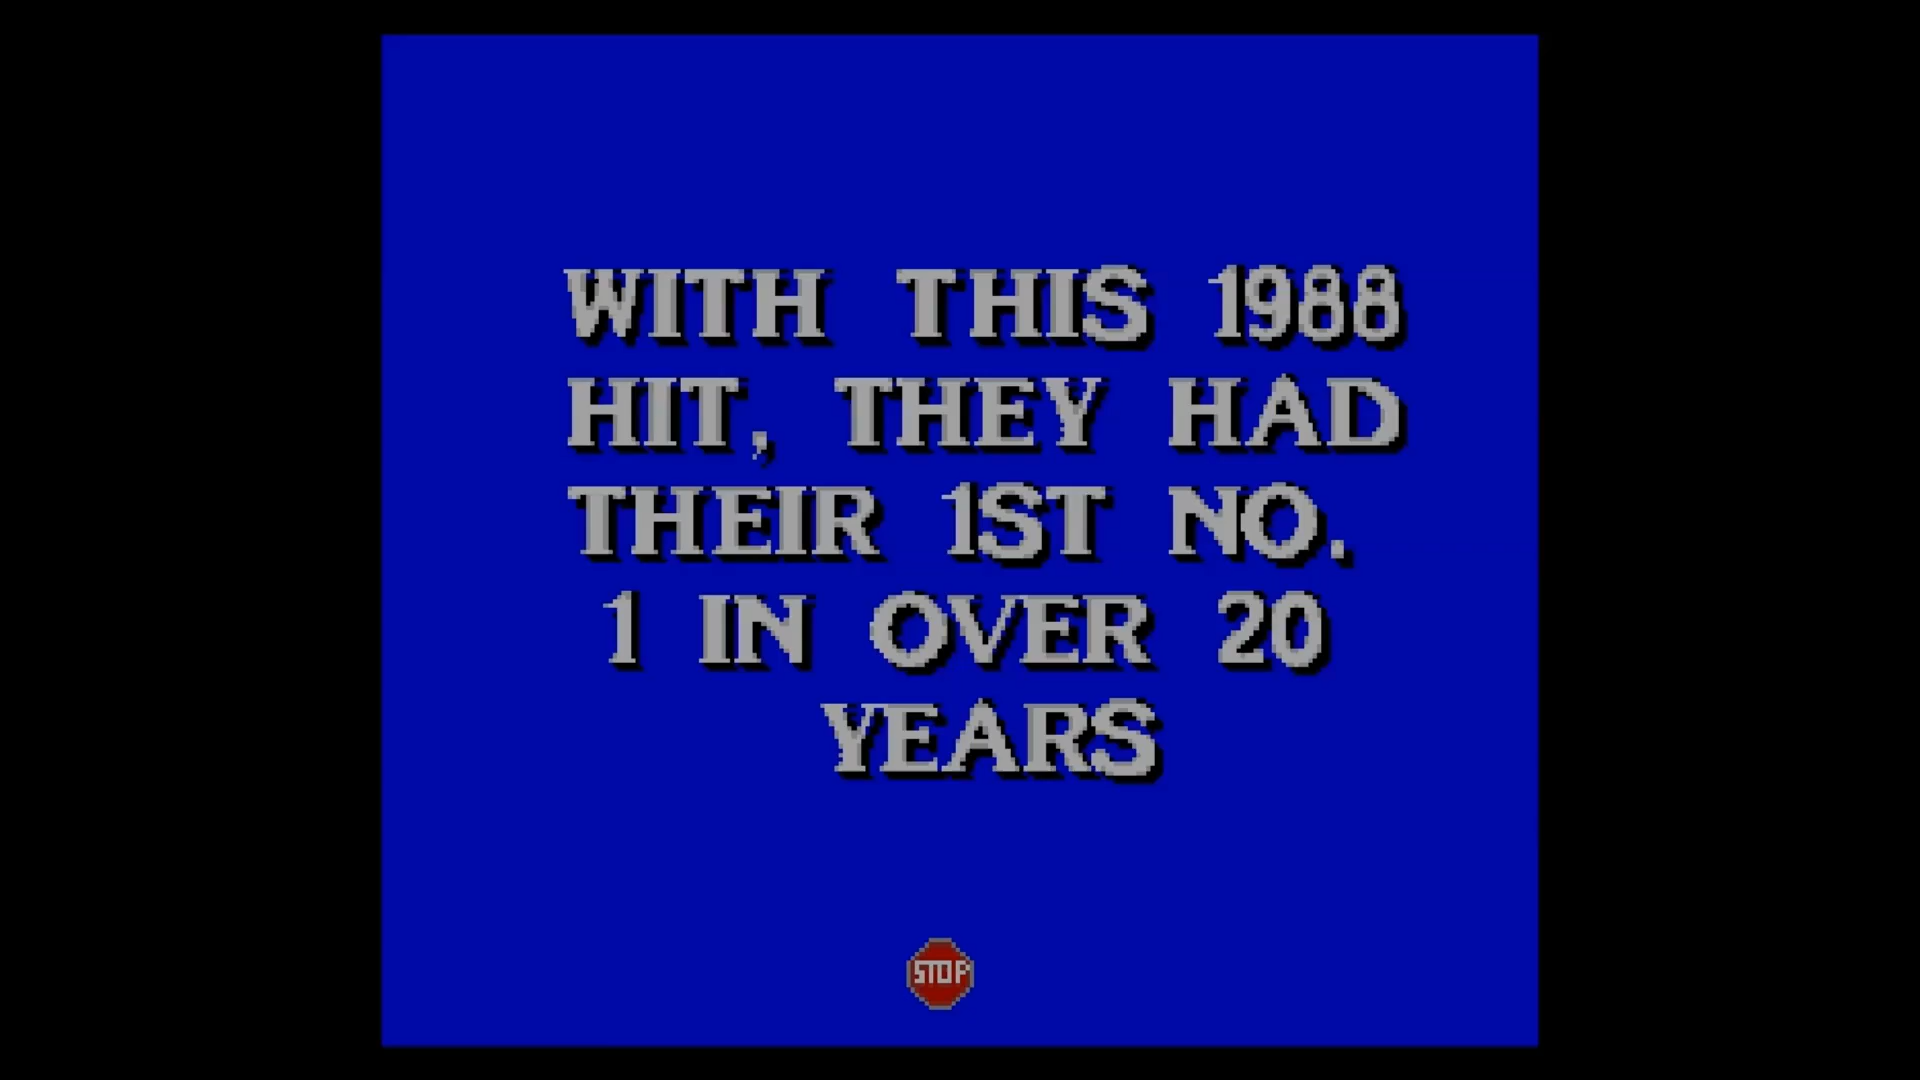 WITH THIS 1988
HIT, THEY HAD
THEIR 1ST NO.
1 IN OVER 20
YEARS
STOP